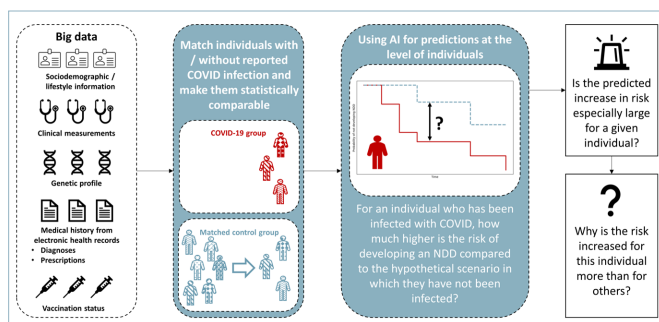 Big data
Sociodemographic /
lifestyle information
Clinical measurements
Genetic profile
Medical history from
electronic health records
• Diagnoses
• Prescriptions
Vaccination status
Match individuals with
/ without reported
COVID infection and
make them statistically
comparable
COVID-19 group
Matched control group
Using AI for predictions at the
level of individuals
?
For an individual who has been
infected with COVID, how
much higher is the risk of
developing an NDD compared
to the hypothetical scenario in
which they have not been
infected?
Is the predicted
increase in risk
especially large
for a given
individual?
?
Why is the risk
increased for
this individual
more than for
others?